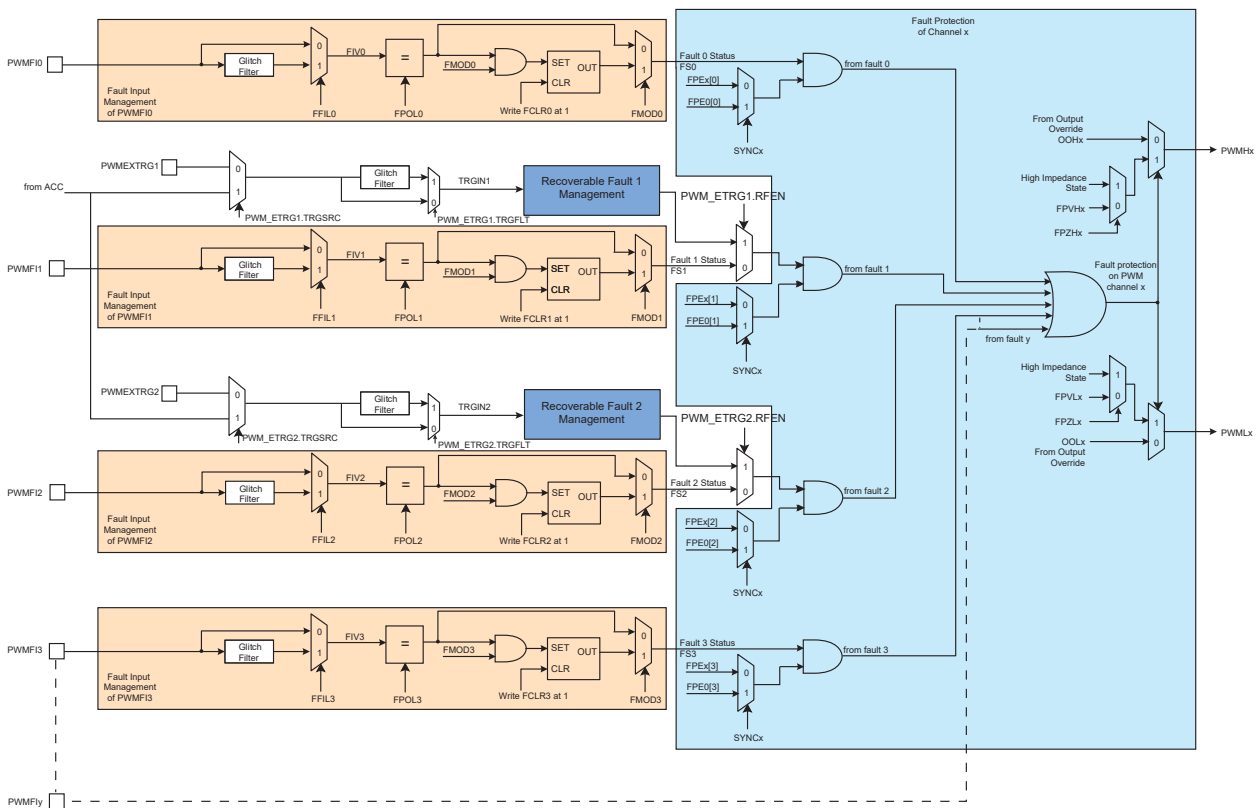 Fault Protection
of Channel x
PWMFI0
Glitch
Filter
0
1
FIV0
=
FMOD0
SET
OUT
CLR
0
1
Fault Input
Management
of PWMFI0
FFIL0
FPOL0
Write FCLR0 at 1
FMOD0
Fault 0 Status
FS0
FPEx[0]
FPE0[0]
0
1
SYNCx
from fault 0
From Output
Override
OOHx
0
1
PWMHx
High Impedance
State
FPVHx
FPZHx
1
0
PWMEXTRG1
from ACC
0
1
PWM_ETRG1.TRGSRC
Glitch
Filter
1
0
TRGIN1
PWM_ETRG1.TRGFLT
Recoverable Fault 1
Management
PWM_ETRG1.RFEN
1
0
PWMFI1
Glitch
Filter
0
1
FIV1
=
FMOD1
SET
OUT
CLR
0
1
Fault Input
Management
of PWMFI1
FFIL1
FPOL1
Write FCLR1 at 1
FMOD1
Fault 1 Status
FS1
FPEx[1]
FPE0[1]
0
1
SYNCx
from fault 1
Fault protection
on PWM
channel x
from fault y
PWMEXTRG2
0
1
PWM_ETRG2.TRGSRC
Glitch
Filter
1
0
TRGIN2
PWM_ETRG2.TRGFLT
Recoverable Fault 2
Management
PWM_ETRG2.RFEN
1
0
High Impedance
State
FPVLx
FPZLx
1
0
OOLx
From Output
Override
1
0
PWMLx
PWMFI2
Glitch
Filter
0
1
FIV2
=
FMOD2
SET
OUT
CLR
0
1
Fault Input
Management
of PWMFI2
FFIL2
FPOL2
Write FCLR2 at 1
FMOD2
Fault 2 Status
FS2
FPEx[2]
FPE0[2]
0
1
SYNCx
from fault 2
PWMFI3
Glitch
Filter
0
1
FIV3
=
FMOD3
SET
OUT
CLR
0
1
Fault Input
Management
of PWMFI3
FFIL3
FPOL3
Write FCLR3 at 1
FMOD3
Fault 3 Status
FS3
FPEx[3]
FPE0[3]
0
1
SYNCx
from fault 3
PWMFIy